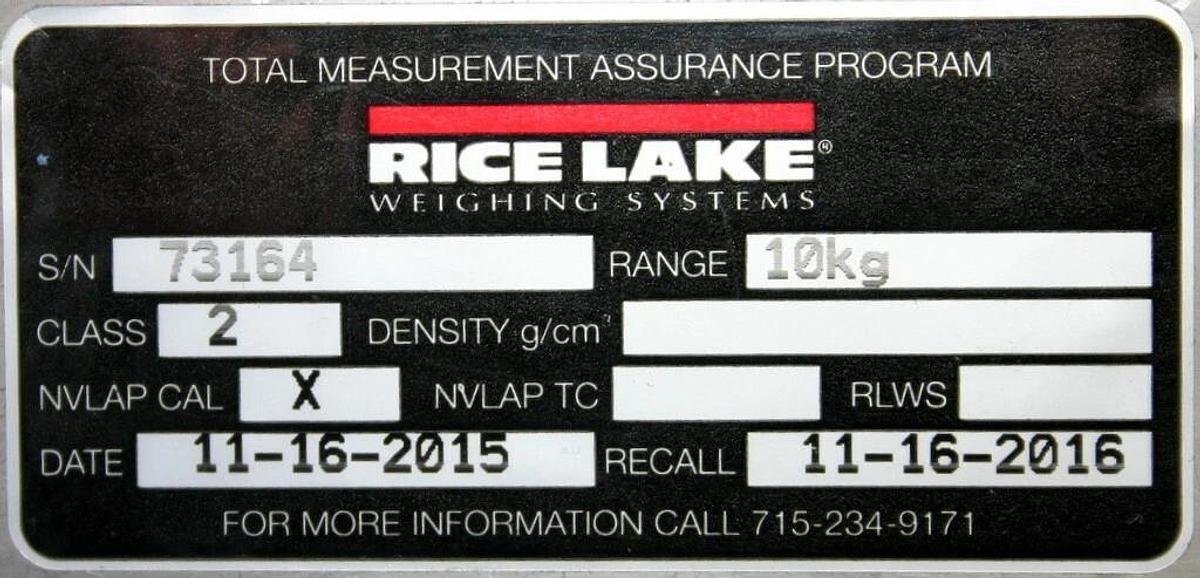 TOTAL MEASUREMENT ASSURANCE PROGRAM
RICE LAKE®
WEIGHING SYSTEMS
S/N 73164 RANGE 10kg
CLASS 2 DENSITY g/cm³
NVLAP CAL X NVLAP TC RLWS
DATE 11-16-2015 RECALL 11-16-2016
FOR MORE INFORMATION CALL 715-234-9171